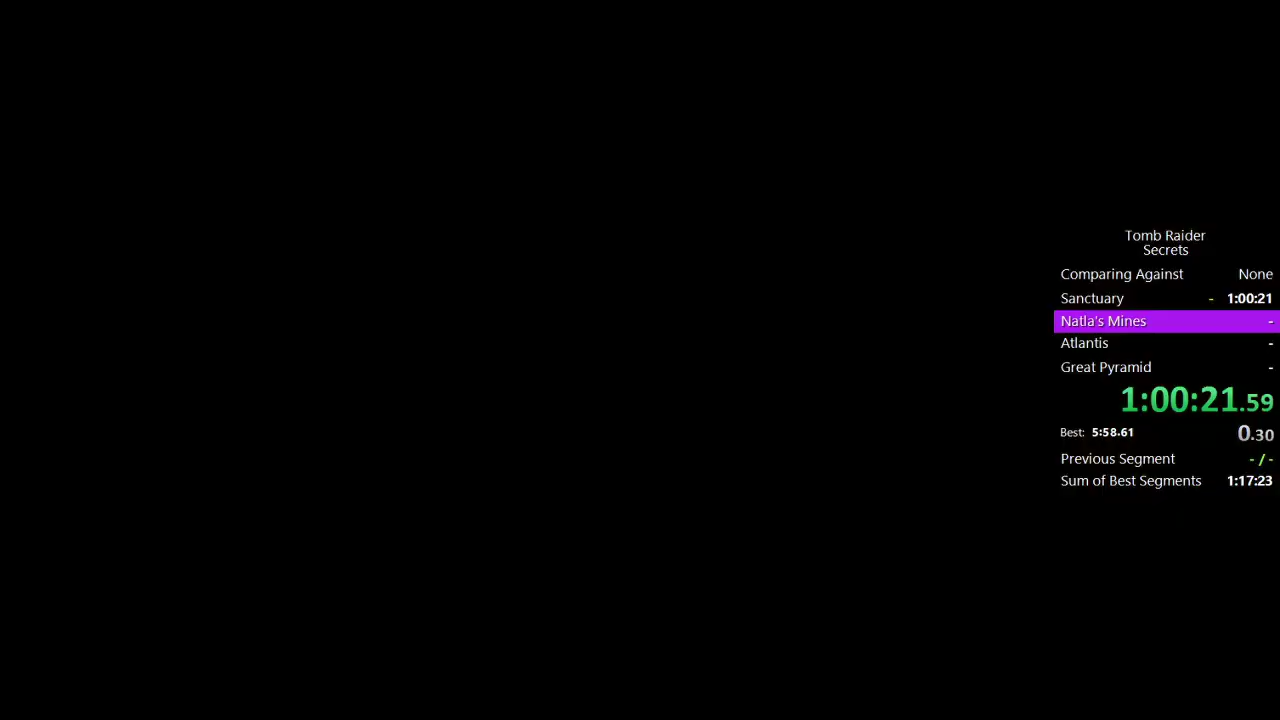 Tomb Raider
Secrets
Comparing Against None
Sanctuary - 1:00:21
Natla's Mines -
Atlantis -
Great Pyramid -
1:00:21.59
Best: 5:58.61 0.30
Previous Segment - / -
Sum of Best Segments 1:17:23